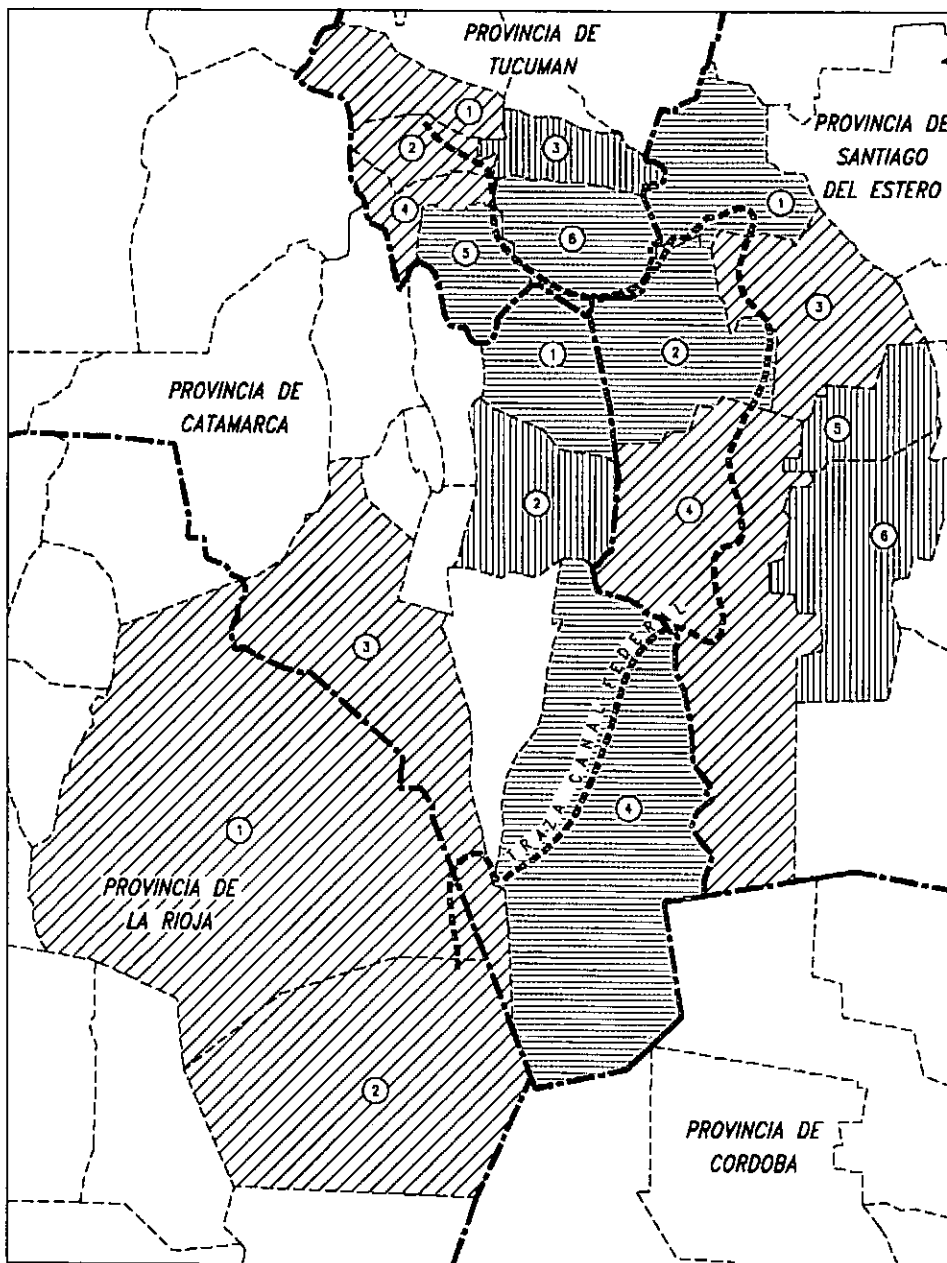 PROVINCIA DE
TUCUMAN
PROVINCIA DE
SANTIAGO
DEL ESTERO
1
2
3
4
1
5
6
3
1
2
PROVINCIA DE
CATAMARCA
5
2
4
6
3
TRAZA CANAL FEDERAL
1
4
PROVINCIA DE
LA RIOJA
2
PROVINCIA DE
CORDOBA